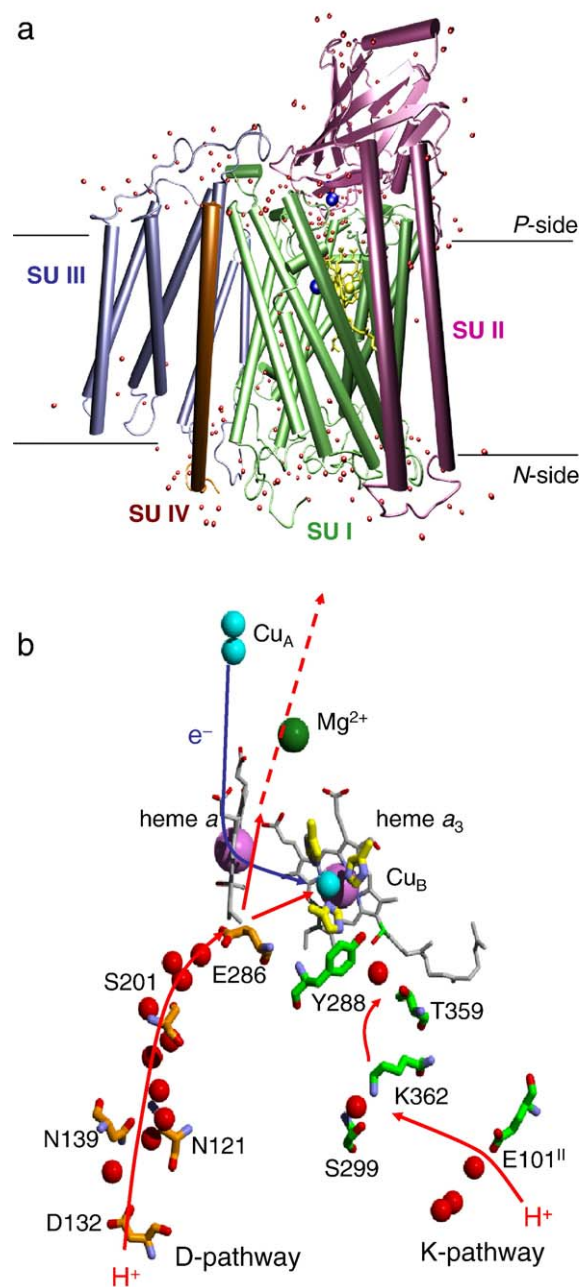 a
P-side
SU III
SU II
N-side
SU IV
SU I
b
CuA
Mg2+
e−
heme a
heme a3
CuB
S201
E286
Y288
T359
K362
N139
N121
S299
E101II
D132
H+
D-pathway
K-pathway
H+